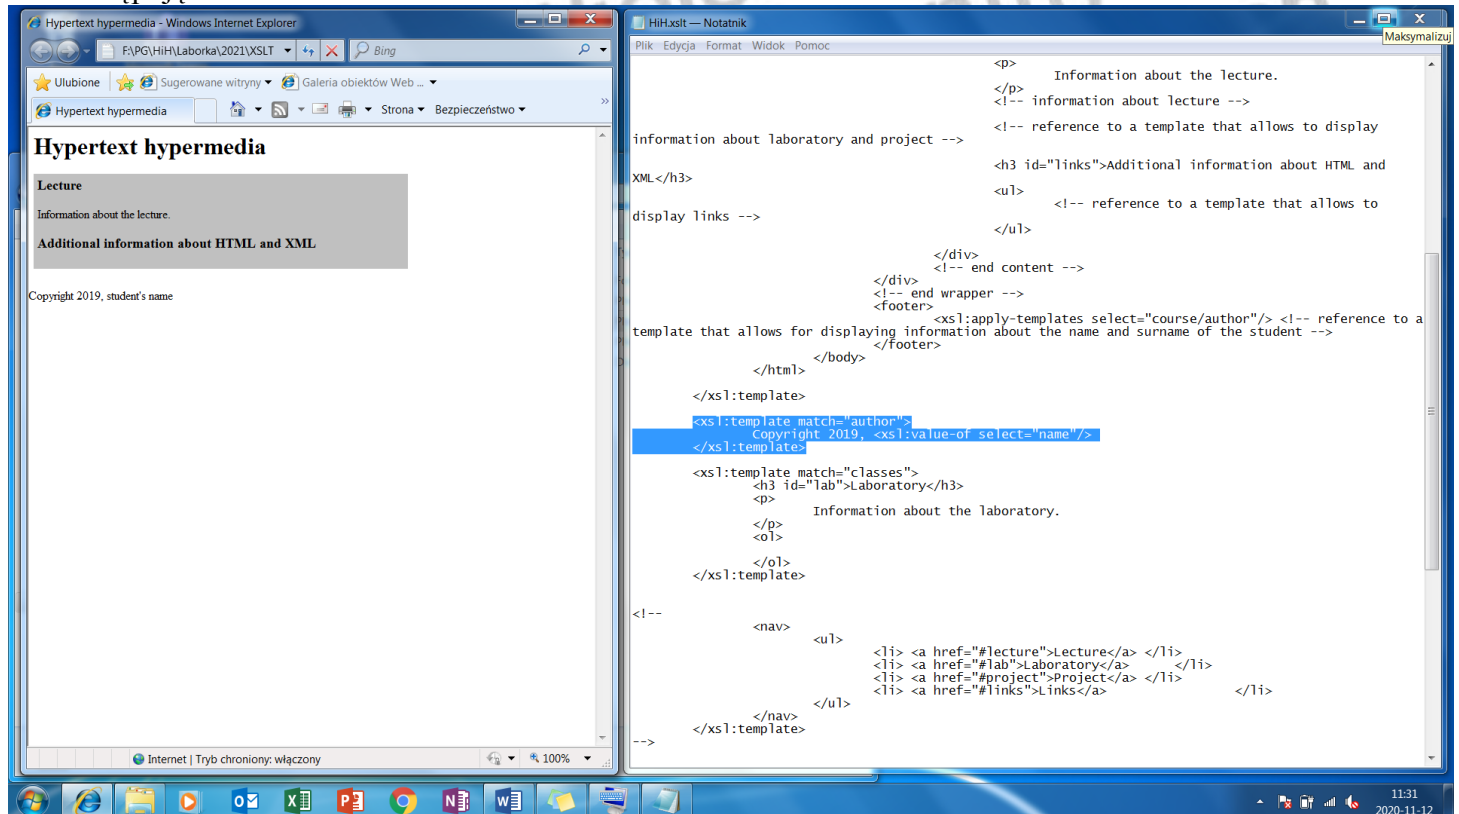 Hypertext hypermedia - Windows Internet Explorer
F:\PG\HiH\Laborka\2021\XSLT
Bing
Ulubione
Sugerowane witryny
Galeria obiektów Web ...
Hypertext hypermedia
Strona
Bezpieczeństwo
»
Hypertext hypermedia
Lecture
Information about the lecture.
Additional information about HTML and XML
Copyright 2019, student's name
Internet | Tryb chroniony: włączony
100%
HiH.xslt — Notatnik
Maksymalizuj
Plik Edycja Format Widok Pomoc
<p>
Information about the lecture.
</p>
<!-- information about lecture -->
<!-- reference to a template that allows to display
information about laboratory and project -->
<h3 id="links">Additional information about HTML and
XML</h3>
<ul>
<!-- reference to a template that allows to
display links -->
</ul>
</div>
<!-- end content -->
</div>
<!-- end wrapper -->
<footer>
<xsl:apply-templates select="course/author"/> <!-- reference to a
template that allows for displaying information about the name and surname of the student -->
</footer>
</body>
</html>
</xsl:template>
<xsl:template match="author">
Copyright 2019, <xsl:value-of select="name"/>
</xsl:template>
<xsl:template match="classes">
<h3 id="lab">Laboratory</h3>
<p>
Information about the laboratory.
</p>
<ol>
</ol>
</xsl:template>
<!--
<nav>
<ul>
<li> <a href="#lecture">Lecture</a> </li>
<li> <a href="#lab">Laboratory</a> </li>
<li> <a href="#project">Project</a> </li>
<li> <a href="#links">Links</a> </li>
</ul>
</nav>
</xsl:template>
-->
11:31
2020-11-12